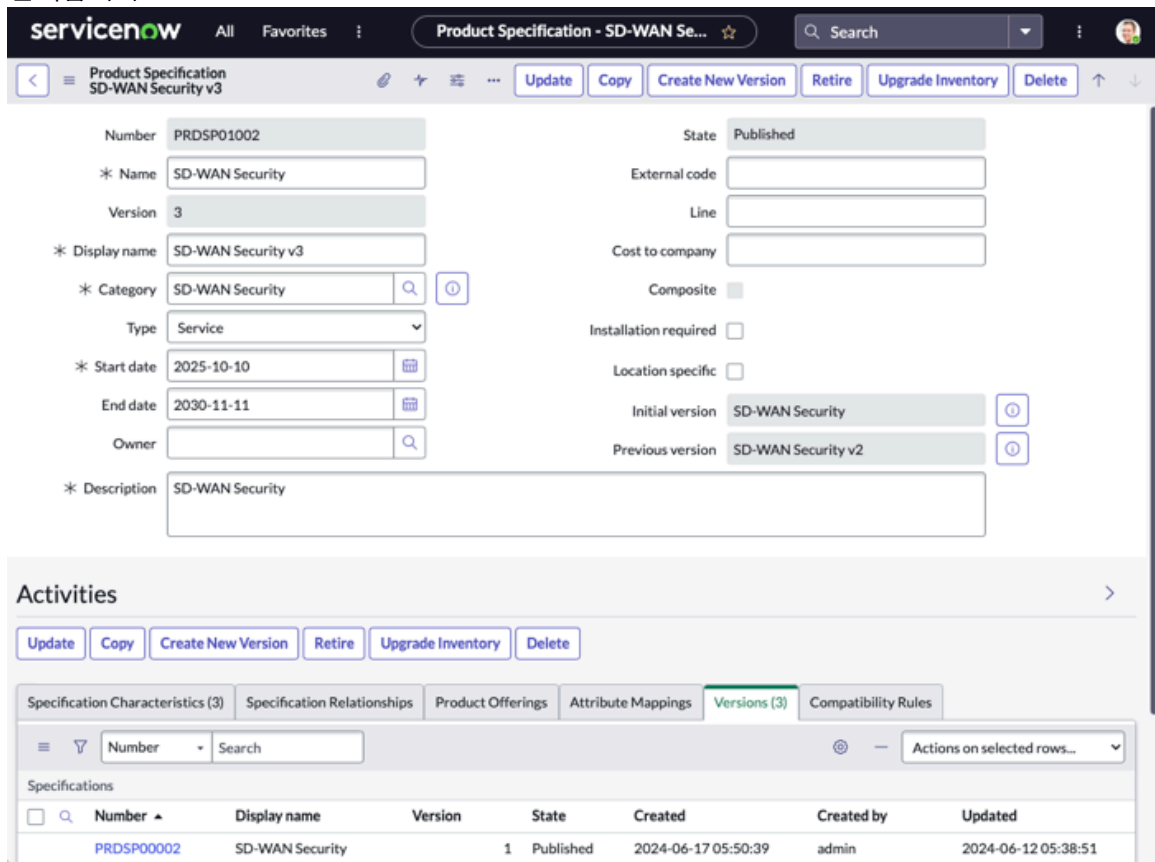 servicenow All Favorites Product Specification - SD-WAN Se... Search
Product Specification
SD-WAN Security v3
Update Copy Create New Version Retire Upgrade Inventory Delete
Number PRDSP01002 State Published
* Name SD-WAN Security External code
Version 3 Line
* Display name SD-WAN Security v3 Cost to company
* Category SD-WAN Security Composite
Type Service Installation required
* Start date 2025-10-10 Location specific
End date 2030-11-11 Initial version SD-WAN Security
Owner Previous version SD-WAN Security v2
* Description SD-WAN Security
Activities
Update Copy Create New Version Retire Upgrade Inventory Delete
Specification Characteristics (3) Specification Relationships Product Offerings Attribute Mappings Versions (3) Compatibility Rules
Number Search Actions on selected rows...
Specifications
Number Display name Version State Created Created by Updated
PRDSP00002 SD-WAN Security 1 Published 2024-06-17 05:50:39 admin 2024-06-12 05:38:51